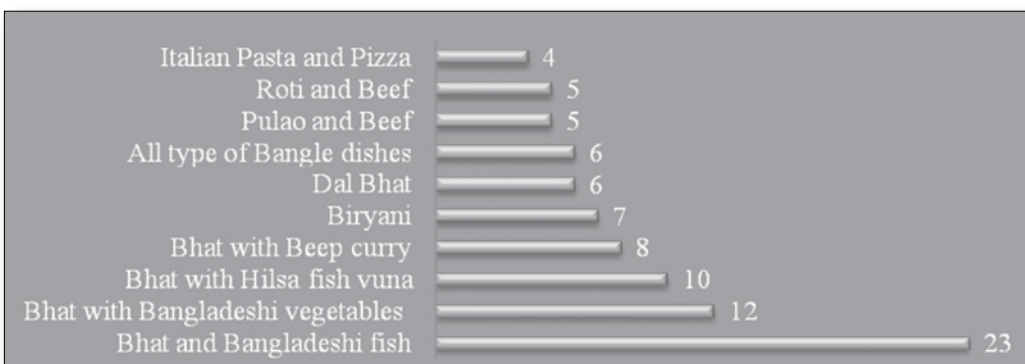 Italian Pasta and Pizza 4
Roti and Beef 5
Pulao and Beef 5
All type of Bangle dishes 6
Dal Bhat 6
Biryani 7
Bhat with Beep curry 8
Bhat with Hilsa fish vuna 10
Bhat with Bangladeshi vegetables 12
Bhat and Bangladeshi fish 23